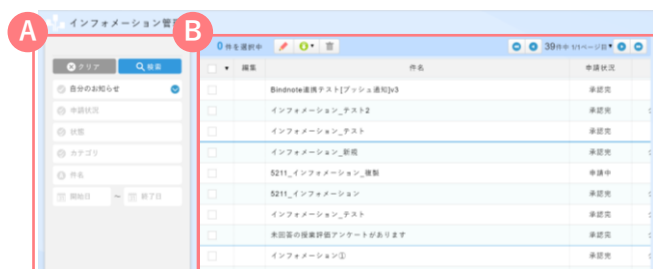 インフォメーション管
A
B
クリア
検索
自分のお知らせ
申請状況
状態
カテゴリ
件名
開始日 ～ 終了日
0 件を選択中
39件中 1/1ページ目
編集 件名 申請状況
Bindnote連携テスト[プッシュ通知]v3 承認完
インフォメーション_テスト2 承認完
インフォメーション_テスト 承認完
インフォメーション_新規 承認完
5211_インフォメーション_複製 申請中
5211_インフォメーション 承認完
インフォメーション_テスト 承認完
未回答の授業評価アンケートがあります 承認完
インフォメーション① 承認完